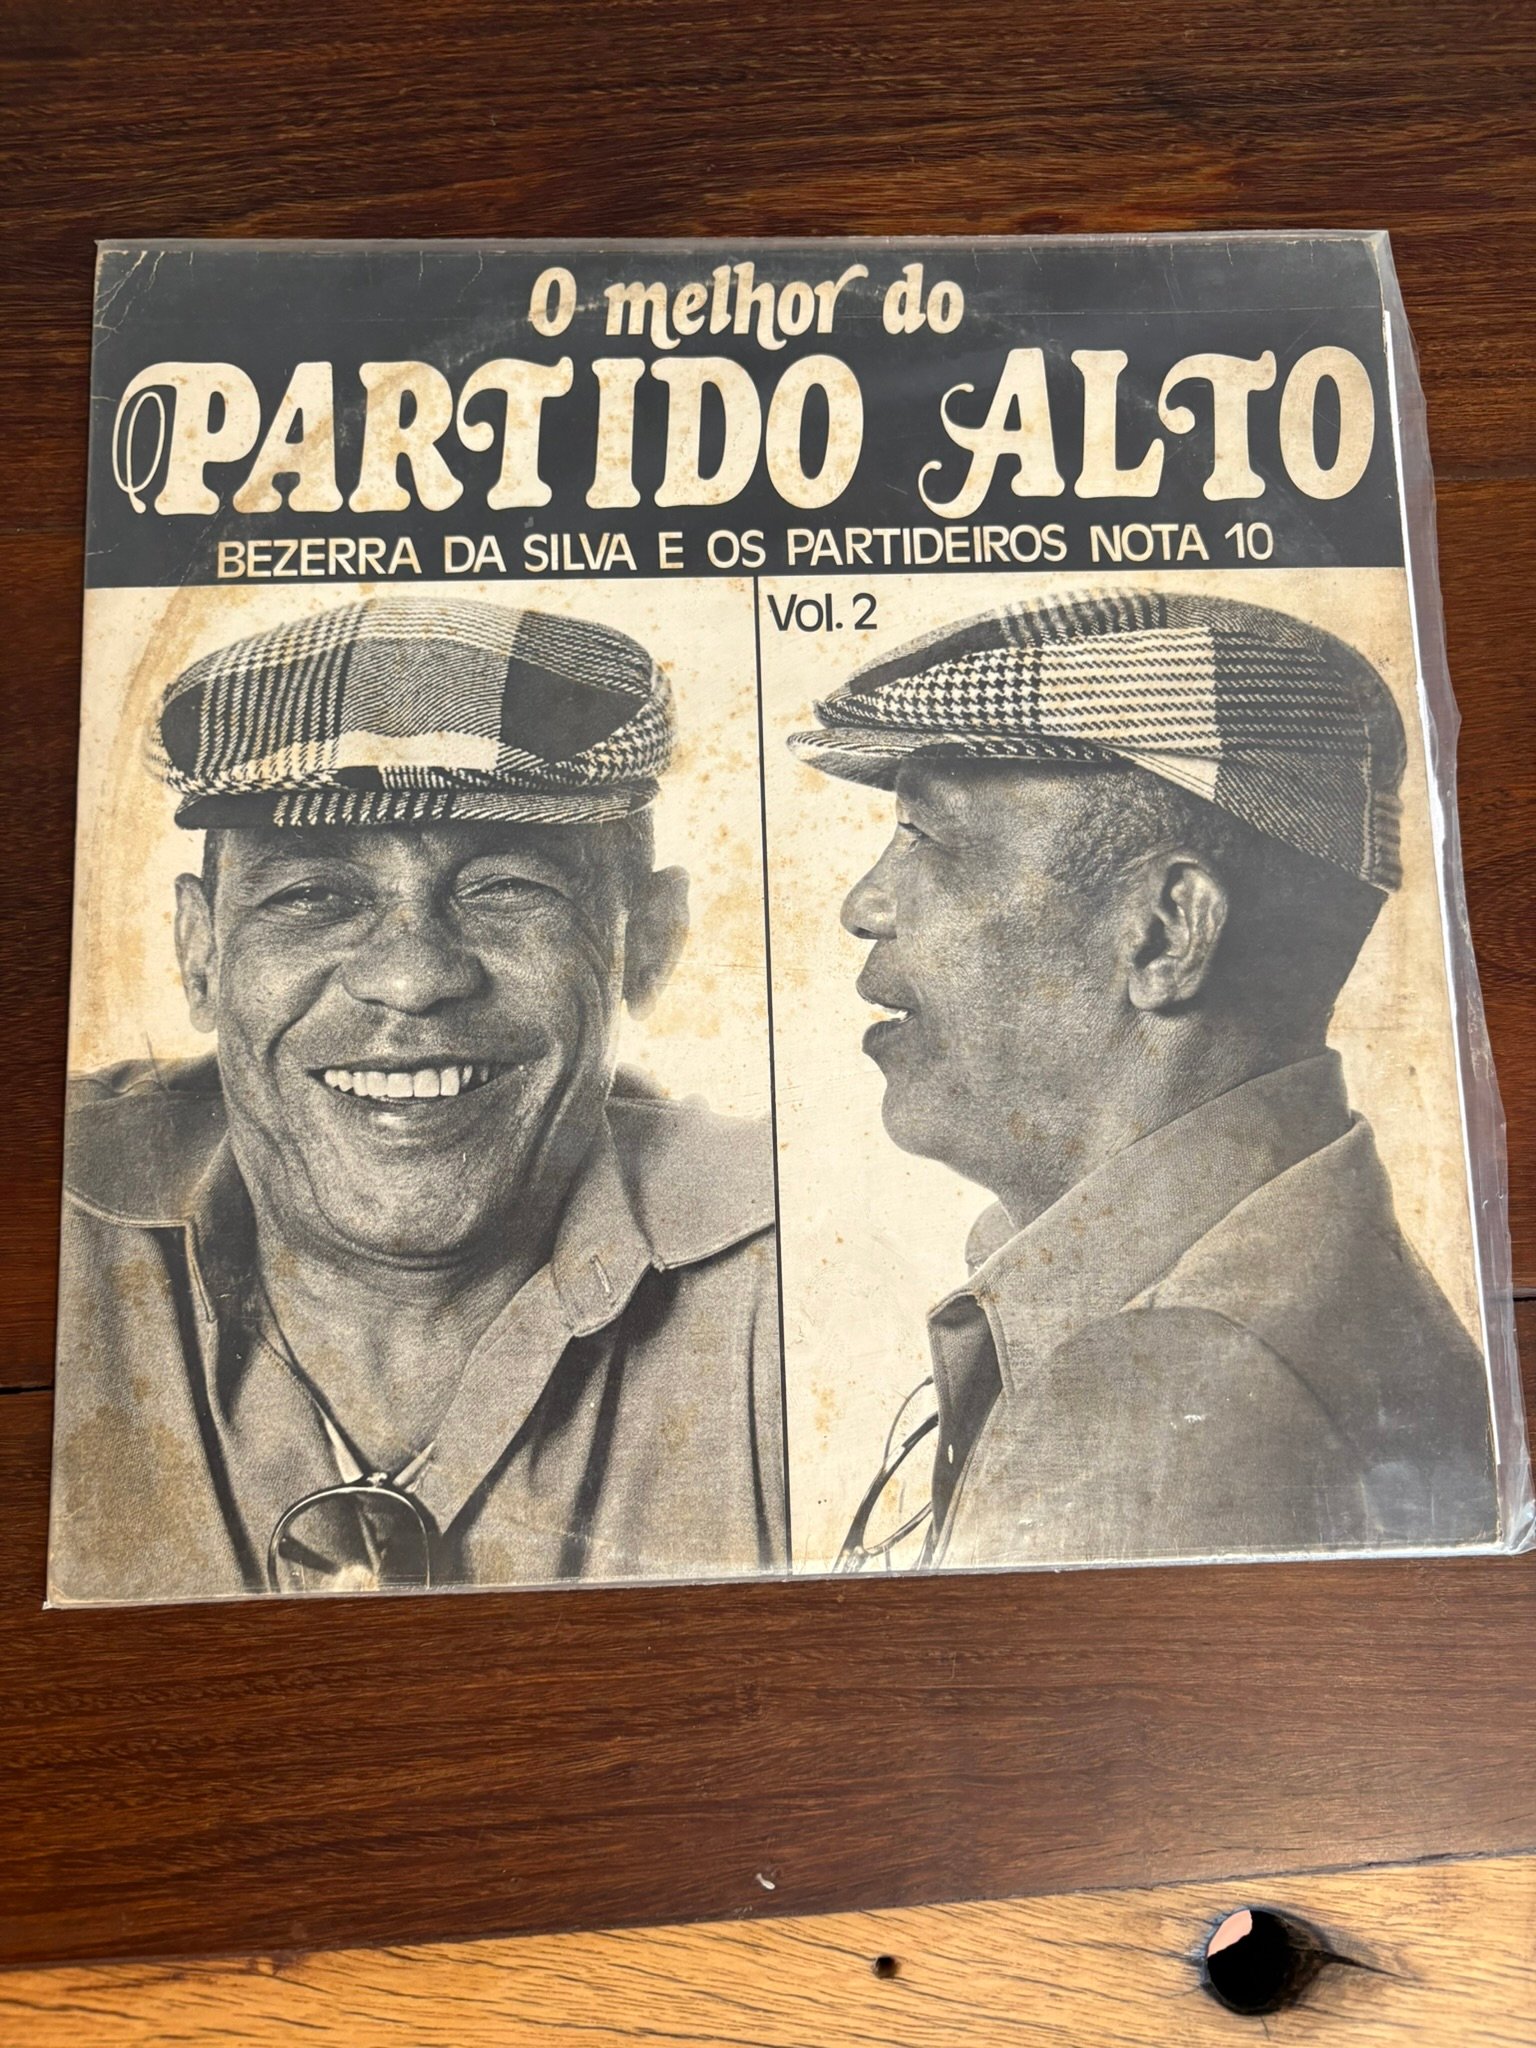 O melhor do
PARTIDO ALTO
BEZERRA DA SILVA E OS PARTIDEIROS NOTA 10
Vol. 2